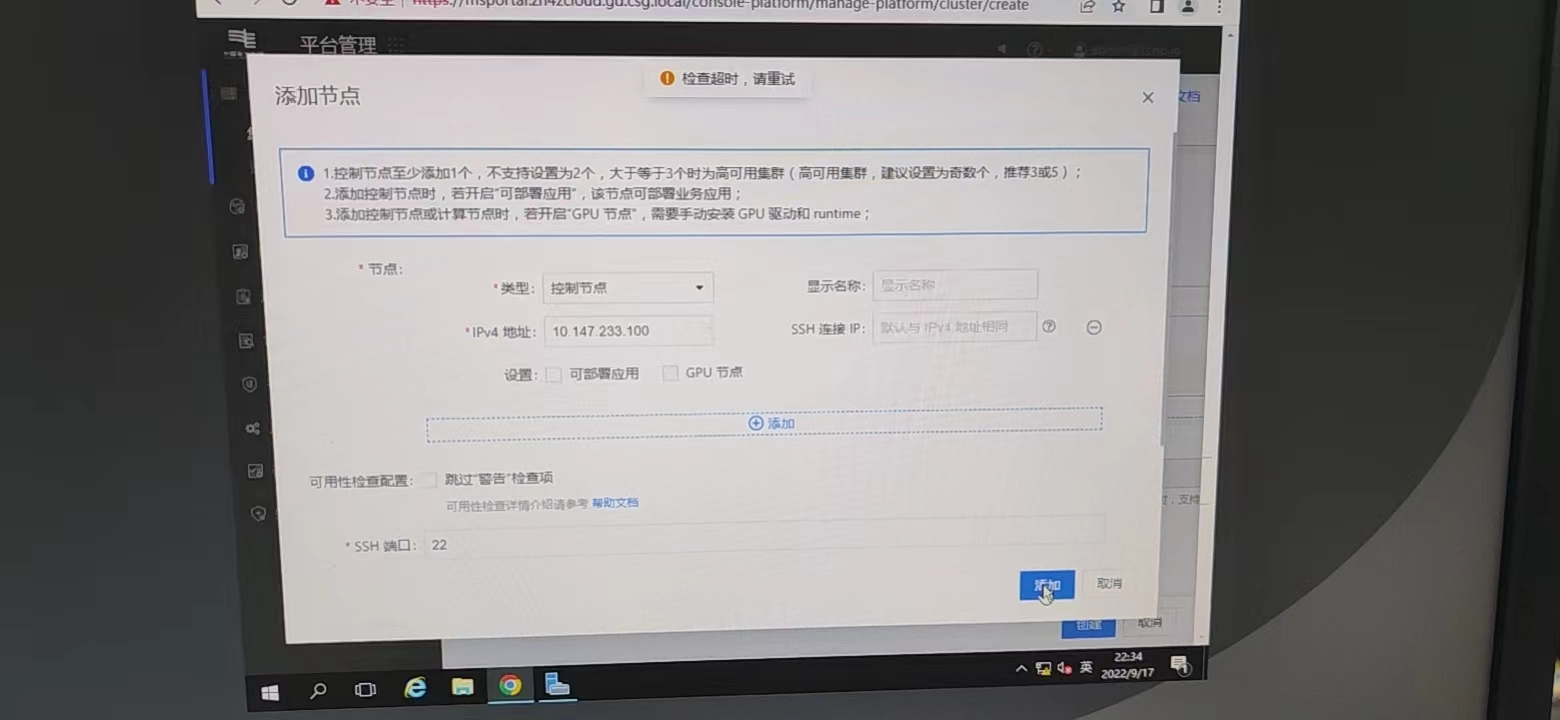 不安全 | https://msportal.zh4zcloud.gd.csg.local/console-platform/manage-platform/cluster/create
平台管理
检查超时，请重试
添加节点
文档
1.控制节点至少添加1个，不支持设置为2个，大于等于3个时为高可用集群（高可用集群，建议设置为奇数个，推荐3或5）；
2.添加控制节点时，若开启"可部署应用"，该节点可部署业务应用；
3.添加控制节点或计算节点时，若开启"GPU 节点"，需要手动安装 GPU 驱动和 runtime；
* 节点：
* 类型： 控制节点 显示名称： 显示名称
* IPv4 地址： 10.147.233.100 SSH 连接 IP： 默认与 IPv4 地址相同
设置： 可部署应用 GPU 节点
添加
可用性检查配置： 跳过"警告"检查项
可用性检查详情介绍请参考 帮助文档
支持
* SSH 端口： 22
添加 取消
创建 取消
英 22:34
2022/9/17